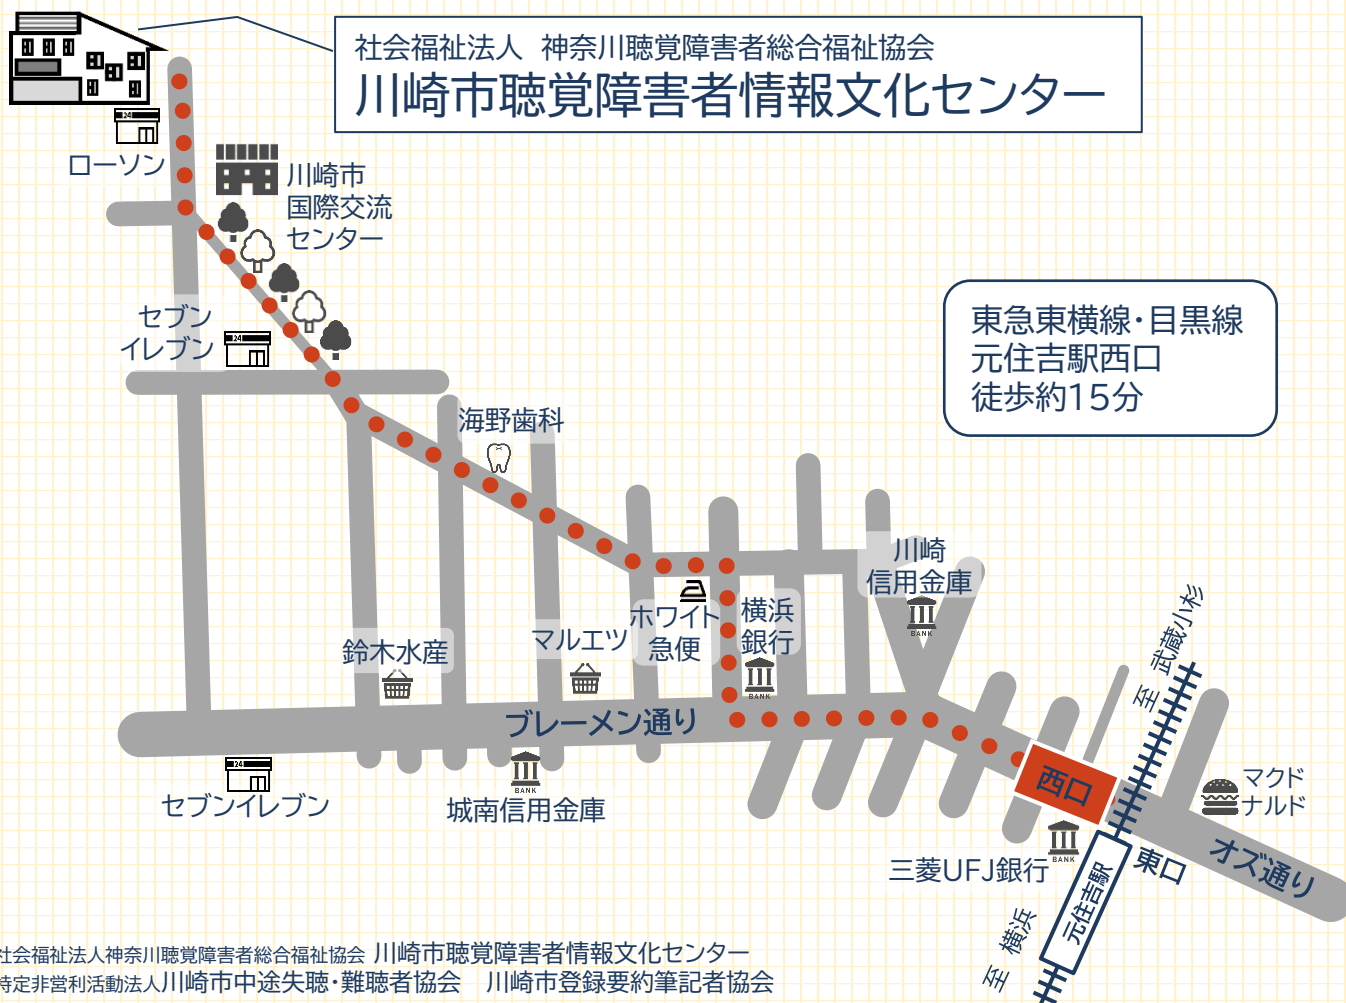 社会福祉法人 神奈川聴覚障害者総合福祉協会
川崎市聴覚障害者情報文化センター
ローソン
川崎市
国際交流
センター
セブン
イレブン
東急東横線・目黒線
元住吉駅西口
徒歩約15分
海野歯科
川崎
信用金庫
至 武蔵小杉
横浜
銀行
ホワイト
急便
マルエツ
鈴木水産
ブレーメン通り
西口
マクド
ナルド
セブンイレブン
城南信用金庫
三菱UFJ銀行
東口
オズ通り
元住吉駅
至 横浜
24
24
24
BANK
BANK
BANK
BANK
社会福祉法人神奈川聴覚障害者総合福祉協会 川崎市聴覚障害者情報文化センター
特定非営利活動法人川崎市中途失聴・難聴者協会 川崎市登録要約筆記者協会